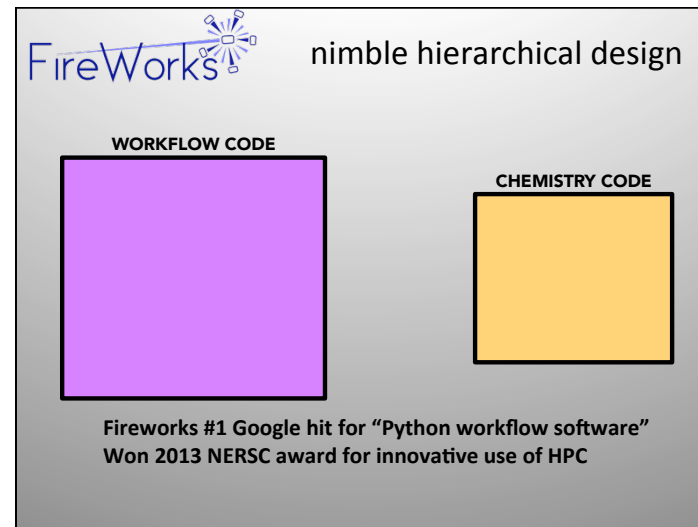 FireWorks
nimble hierarchical design
WORKFLOW CODE
CHEMISTRY CODE
Fireworks #1 Google hit for “Python workflow software”
Won 2013 NERSC award for innovative use of HPC